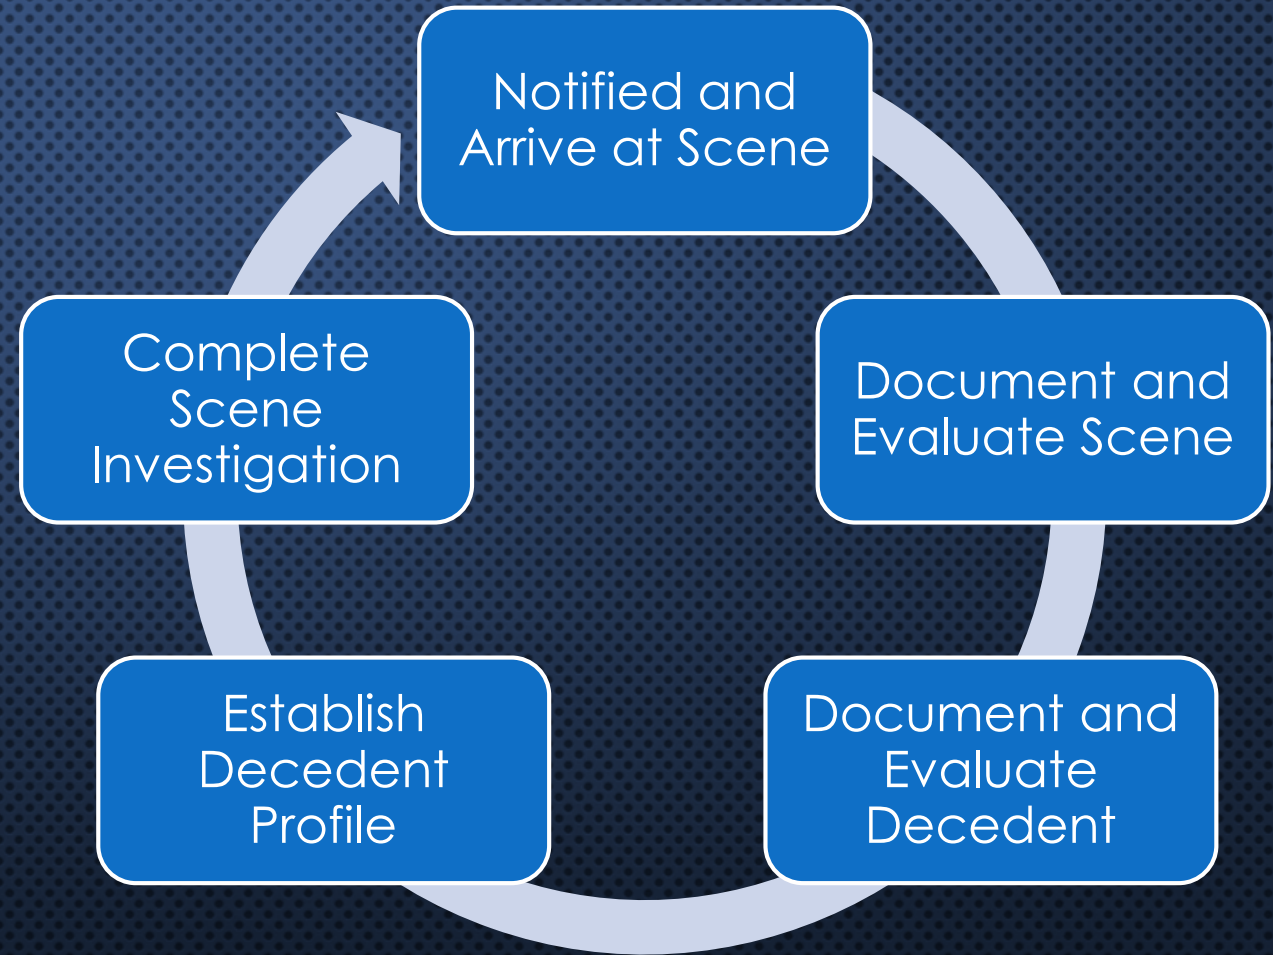 Notified and
Arrive at Scene
Document and
Evaluate Scene
Document and
Evaluate
Decedent
Establish
Decedent
Profile
Complete
Scene
Investigation